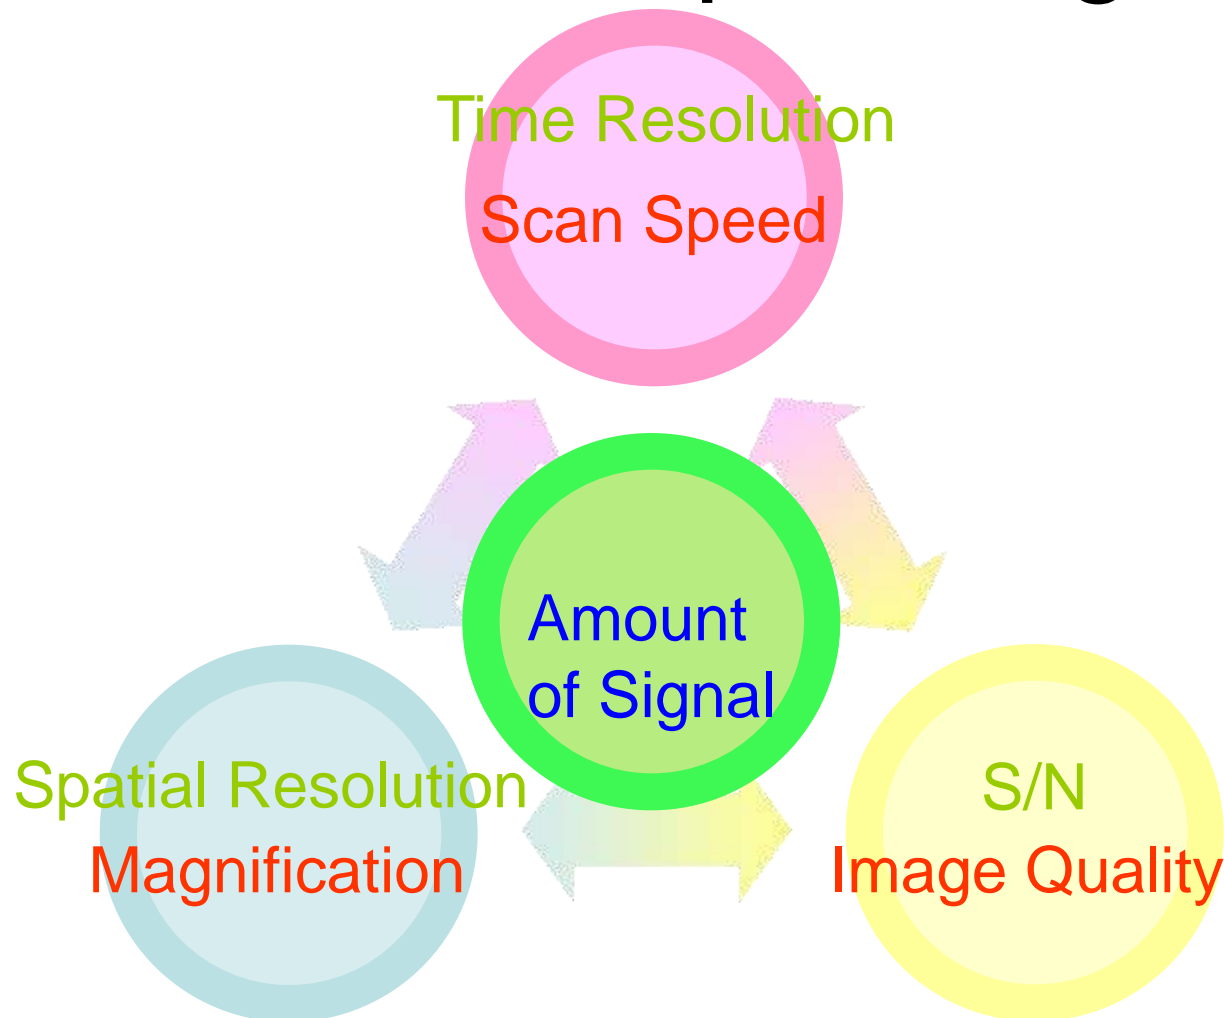 Time Resolution
Scan Speed
Amount
of Signal
Spatial Resolution
Magnification
S/N
Image Quality